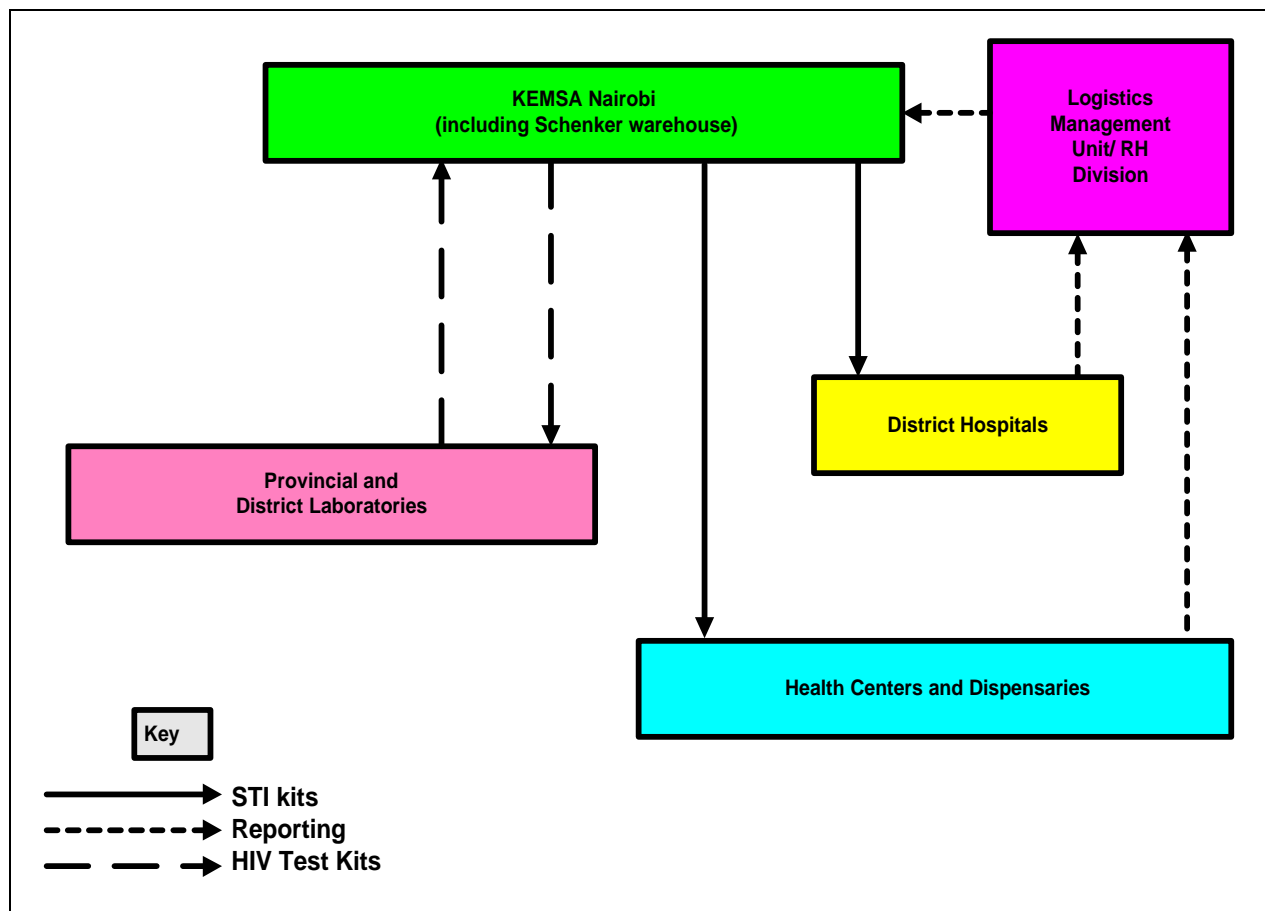 KEMSA Nairobi
(including Schenker warehouse)
Logistics
Management
Unit/ RH
Division
District Hospitals
Provincial and
District Laboratories
Health Centers and Dispensaries
Key
STI kits
Reporting
HIV Test Kits